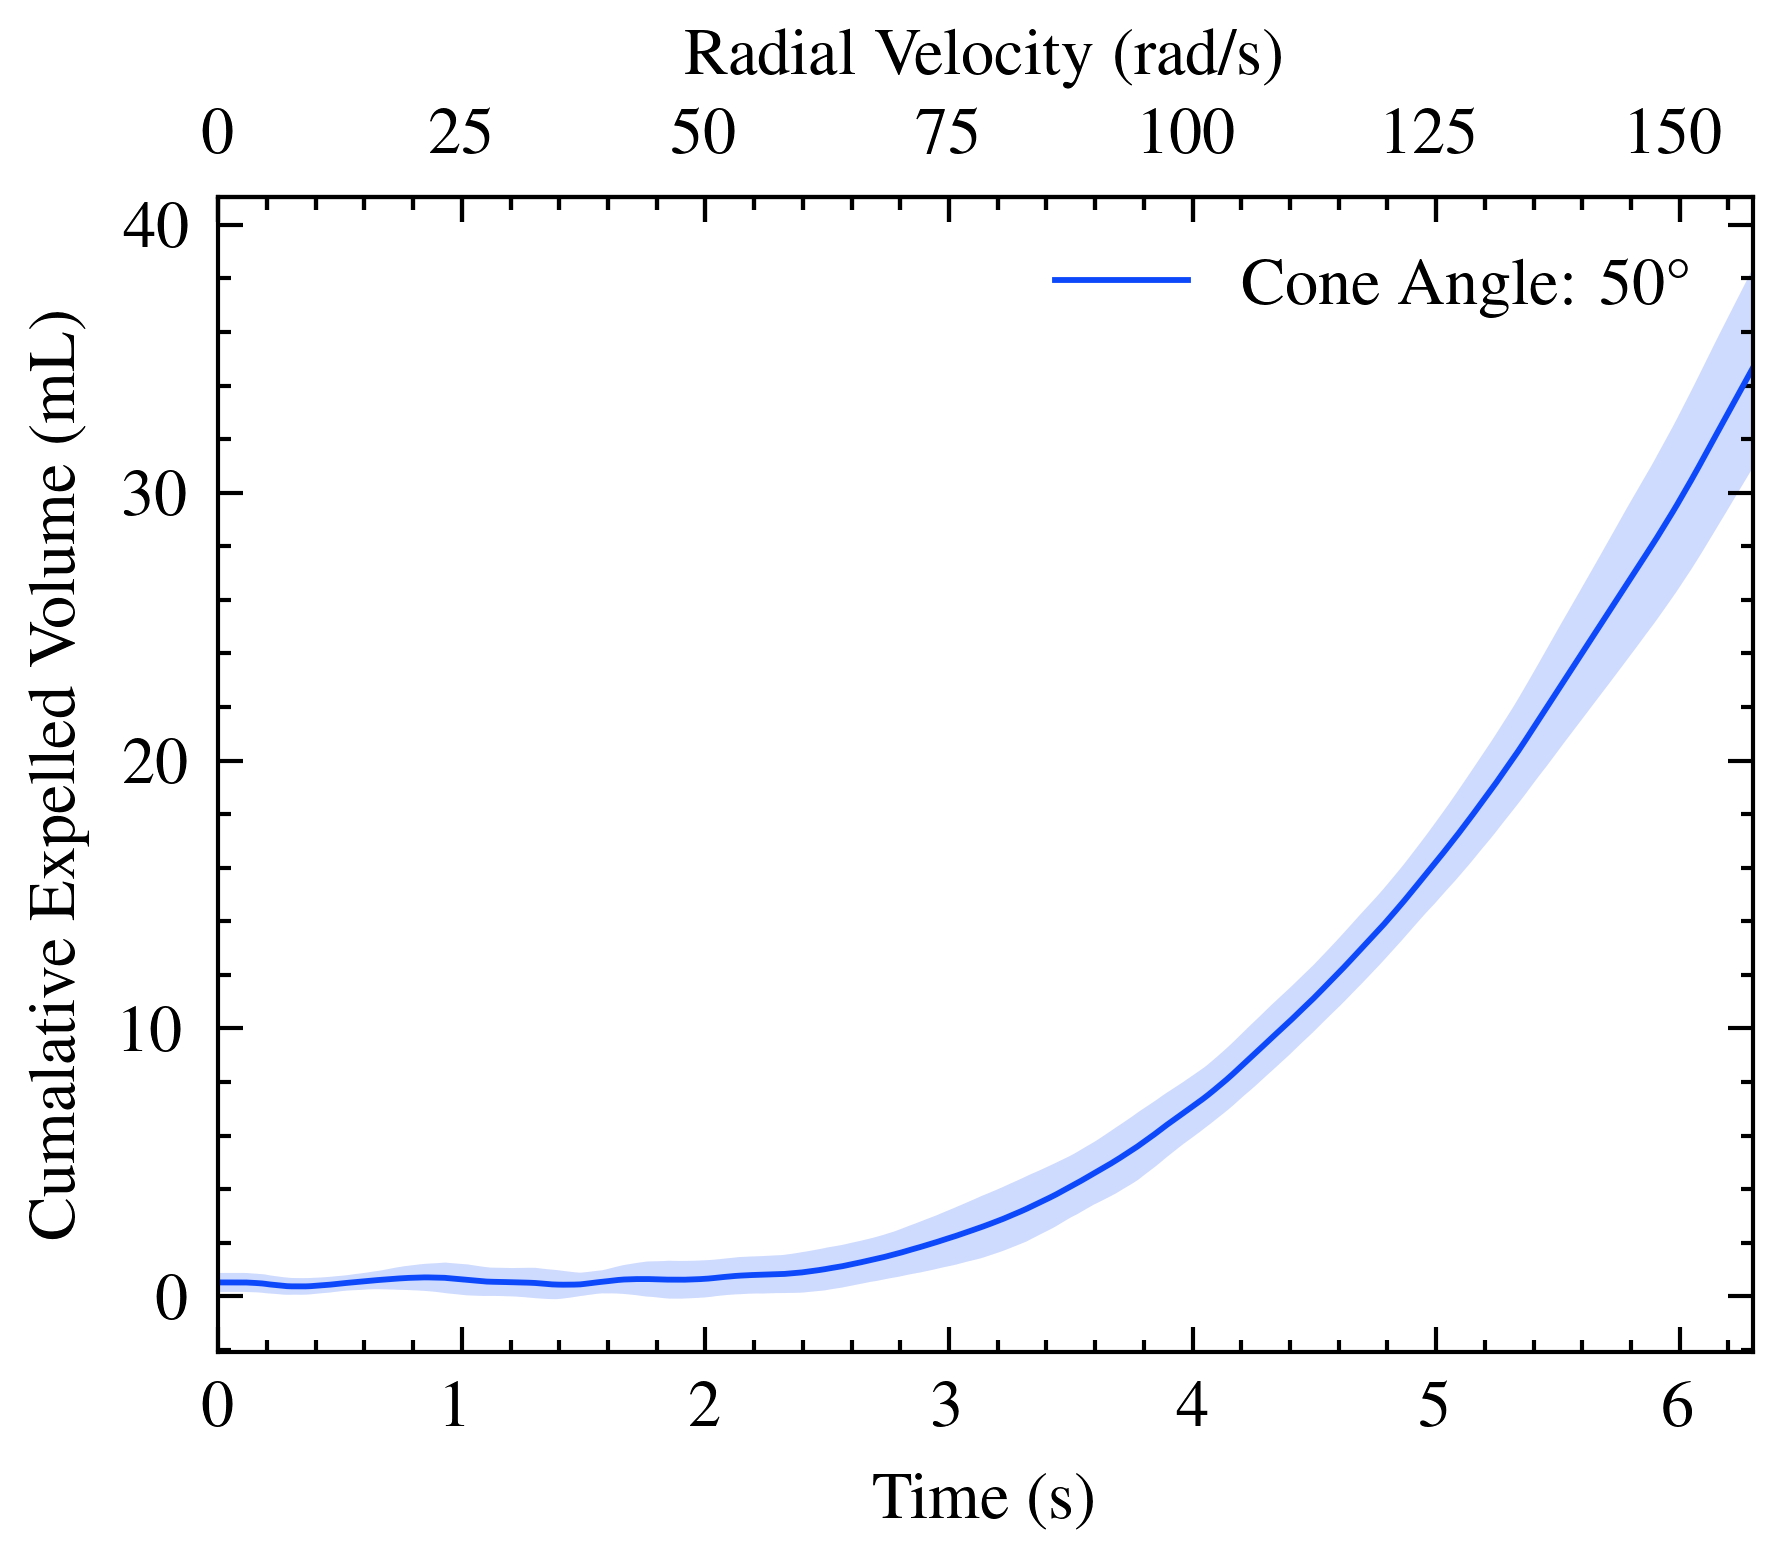 Radial Velocity (rad/s)
0 25 50 75 100 125 150
Cone Angle: 50°
Cumalative Expelled Volume (mL)
40
30
20
10
0
0 1 2 3 4 5 6
Time (s)